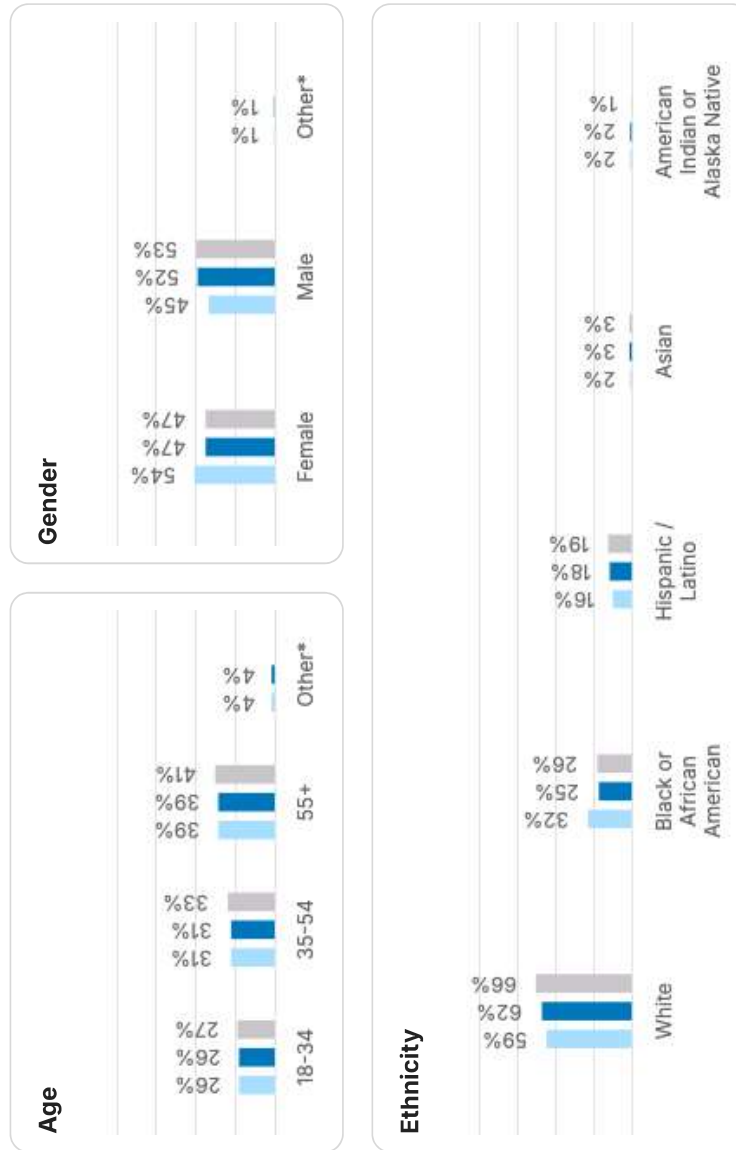 Age
26%
26%
27%
18-34
31%
31%
33%
35-54
39%
39%
41%
55+
4%
4%
Other*
Gender
54%
47%
47%
Female
45%
52%
53%
Male
1%
1%
Other*
Ethnicity
59%
62%
66%
White
32%
25%
26%
Black or
African
American
16%
18%
19%
Hispanic /
Latino
2%
3%
3%
Asian
2%
2%
1%
American
Indian or
Alaska Native